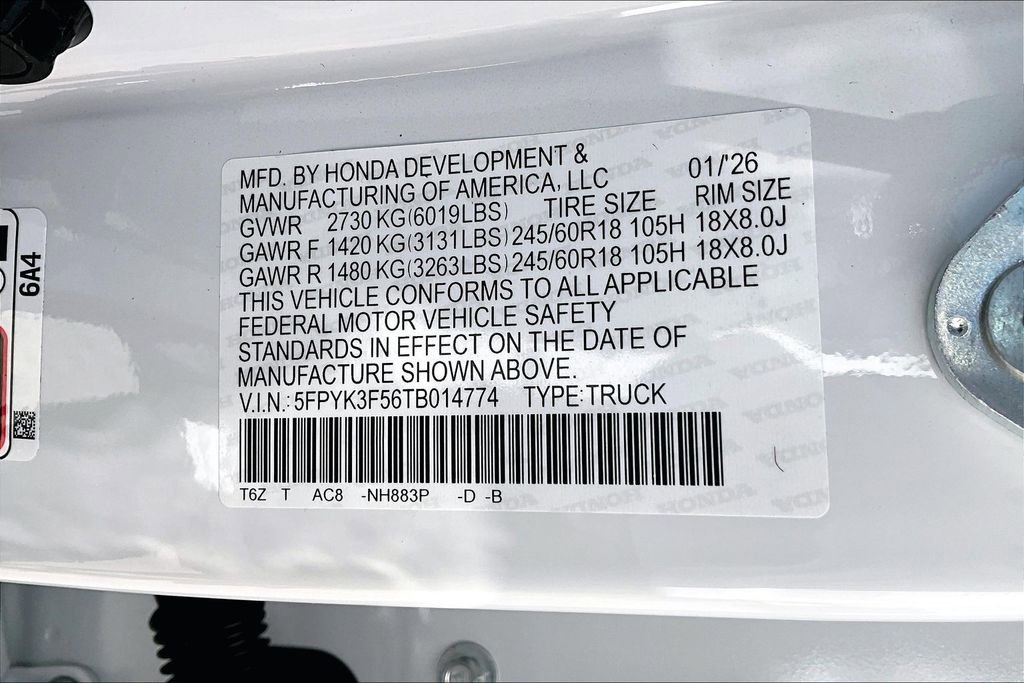 MFD. BY HONDA DEVELOPMENT & 01/'26
MANUFACTURING OF AMERICA, LLC
GVWR 2730 KG(6019LBS) TIRE SIZE RIM SIZE
GAWR F 1420 KG(3131LBS) 245/60R18 105H 18X8.0J
GAWR R 1480 KG(3263LBS) 245/60R18 105H 18X8.0J
THIS VEHICLE CONFORMS TO ALL APPLICABLE
FEDERAL MOTOR VEHICLE SAFETY
STANDARDS IN EFFECT ON THE DATE OF
MANUFACTURE SHOWN ABOVE.
V.I.N.: 5FPYK3F56TB014774 TYPE:TRUCK
T6Z T AC8 -NH883P -D -B
6A4